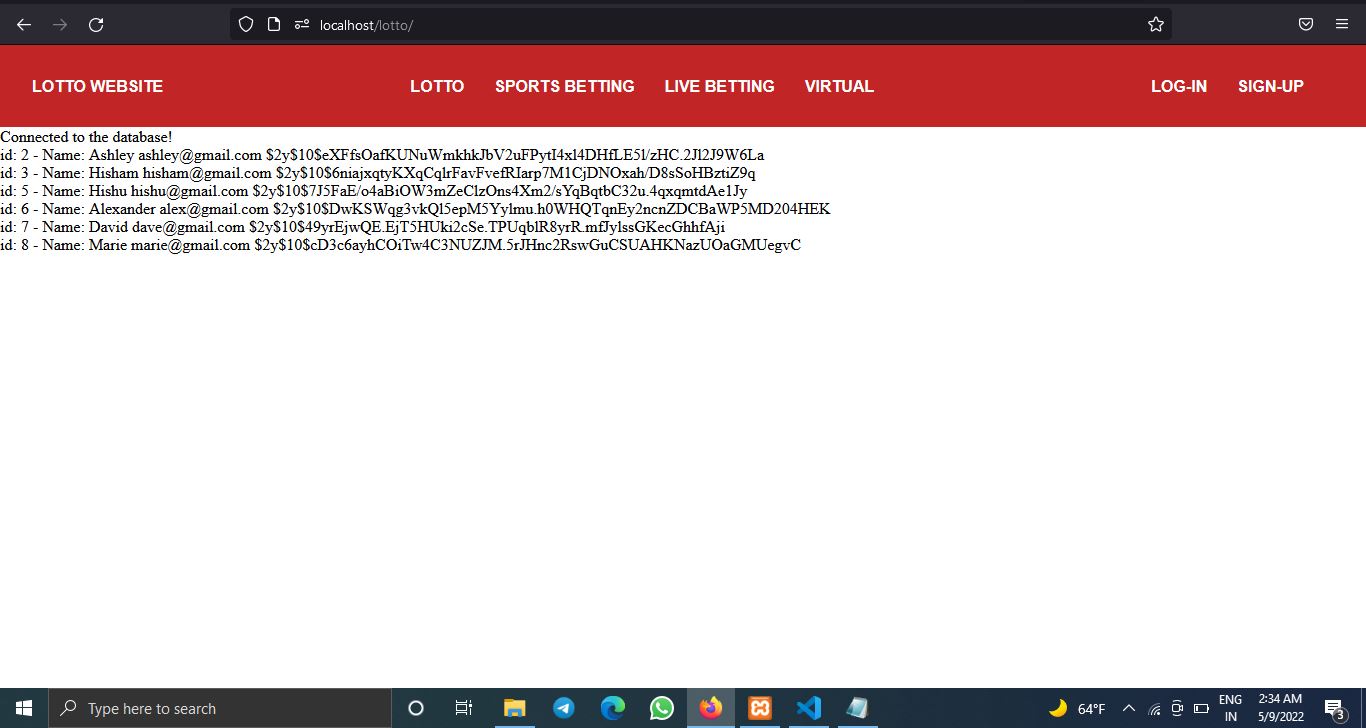 localhost/lotto/
LOTTO WEBSITE LOTTO SPORTS BETTING LIVE BETTING VIRTUAL LOG-IN SIGN-UP
Connected to the database!
id: 2 - Name: Ashley ashley@gmail.com $2y$10$eXFfsOafKUNuWmkhkJbV2uFPytI4xl4DHfLE5l/zHC.2Jl2J9W6La
id: 3 - Name: Hisham hisham@gmail.com $2y$10$6niajxqtyKXqCqlrFavFvefRIarp7M1CjDNOxah/D8sSoHBztiZ9q
id: 5 - Name: Hishu hishu@gmail.com $2y$10$7J5FaE/o4aBiOW3mZeClzOns4Xm2/sYqBqtbC32u.4qxqmtdAe1Jy
id: 6 - Name: Alexander alex@gmail.com $2y$10$DwKSWqg3vkQl5epM5Yylmu.h0WHQTqnEy2ncnZDCBaWP5MD204HEK
id: 7 - Name: David dave@gmail.com $2y$10$49yrEjwQE.EjT5HUki2cSe.TPUqblR8yrR.mfJylssGKecGhhfAji
id: 8 - Name: Marie marie@gmail.com $2y$10$cD3c6ayhCOiTw4C3NUZJM.5rJHnc2RswGuCSUAHKNazUOaGMUegvC
Type here to search
64°F
ENG
IN
2:34 AM
5/9/2022
3